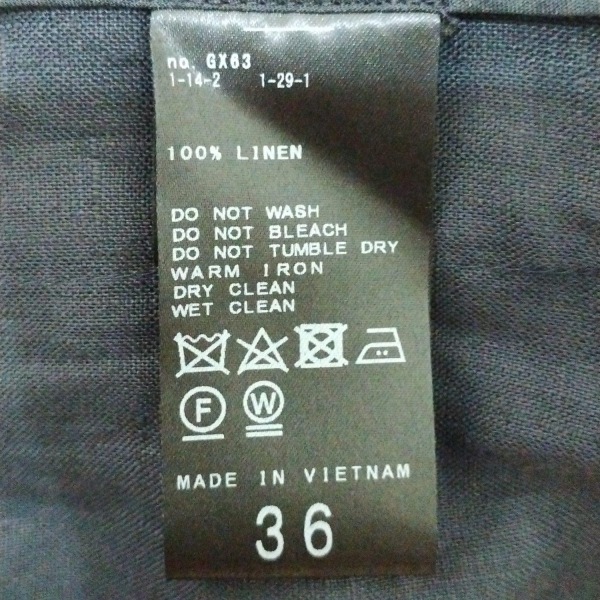 no. GX63
1-14-2 1-29-1
100% LINEN
DO NOT WASH
DO NOT BLEACH
DO NOT TUMBLE DRY
WARM IRON
DRY CLEAN
WET CLEAN
F W
MADE IN VIETNAM
36